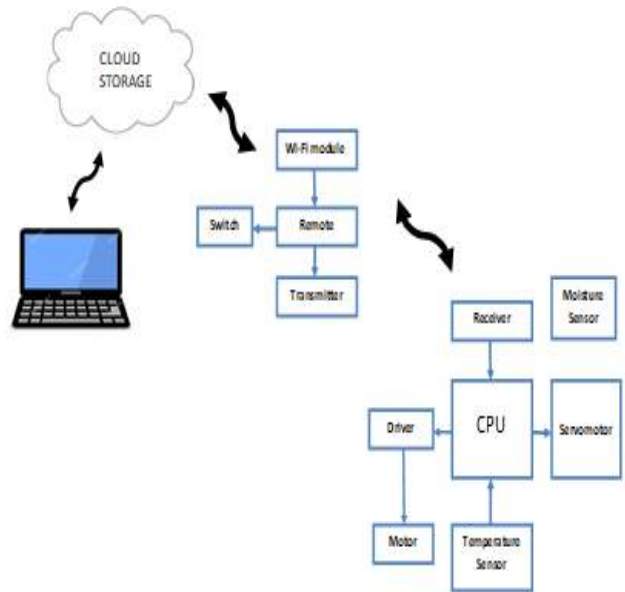 CLOUD
STORAGE
Wi-Fi module
Switch
Remote
Transmitter
Receiver
Moisture
Sensor
Driver
CPU
Servomotor
Motor
Temperature
Sensor